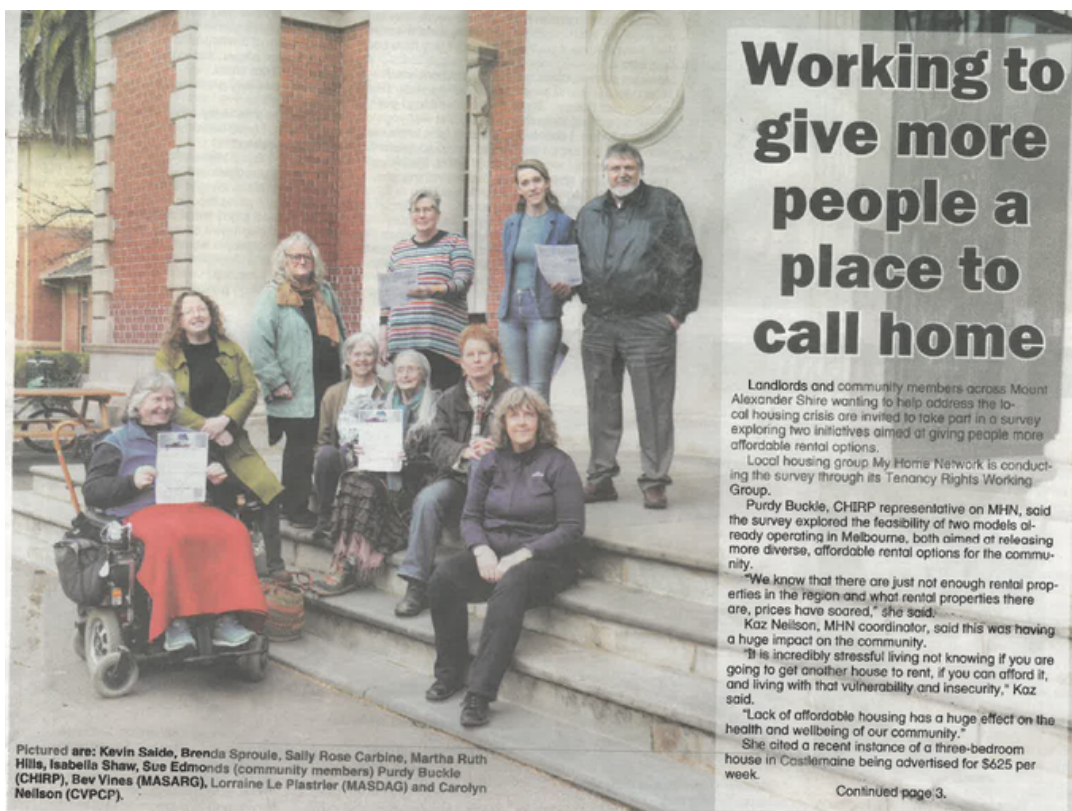 Working to
give more
people a
place to
call home
Landlords and community members across Mount
Alexander Shire wanting to help address the lo-
cal housing crisis are invited to take part in a survey
exploring two initiatives aimed at giving people more
affordable rental options.
Local housing group My Home Network is conduct-
ing the survey through its Tenancy Rights Working
Group.
Purdy Buckle, CHIRP representative on MHN, said
the survey explored the feasibility of two models al-
ready operating in Melbourne, both aimed at releasing
more diverse, affordable rental options for the commu-
nity.
"We know that there are just not enough rental prop-
erties in the region and what rental properties there
are, prices have soared," she said.
Kaz Neilson, MHN coordinator, said this was having
a huge impact on the community.
"It is incredibly stressful living not knowing if you are
going to get another house to rent, if you can afford it,
and living with that vulnerability and insecurity," Kaz
said.
"Lack of affordable housing has a huge effect on the
health and wellbeing of our community."
She cited a recent instance of a three-bedroom
house in Castlemaine being advertised for $625 per
week.
Continued page 3.
Pictured are: Kevin Saide, Brenda Sproule, Sally Rose Carbine, Martha Ruth
Hills, Isabella Shaw, Sue Edmonds (community members) Purdy Buckle
(CHIRP), Bev Vines (MASARG), Lorraine Le Plastrier (MASDAG) and Carolyn
Neilson (CVPCP).